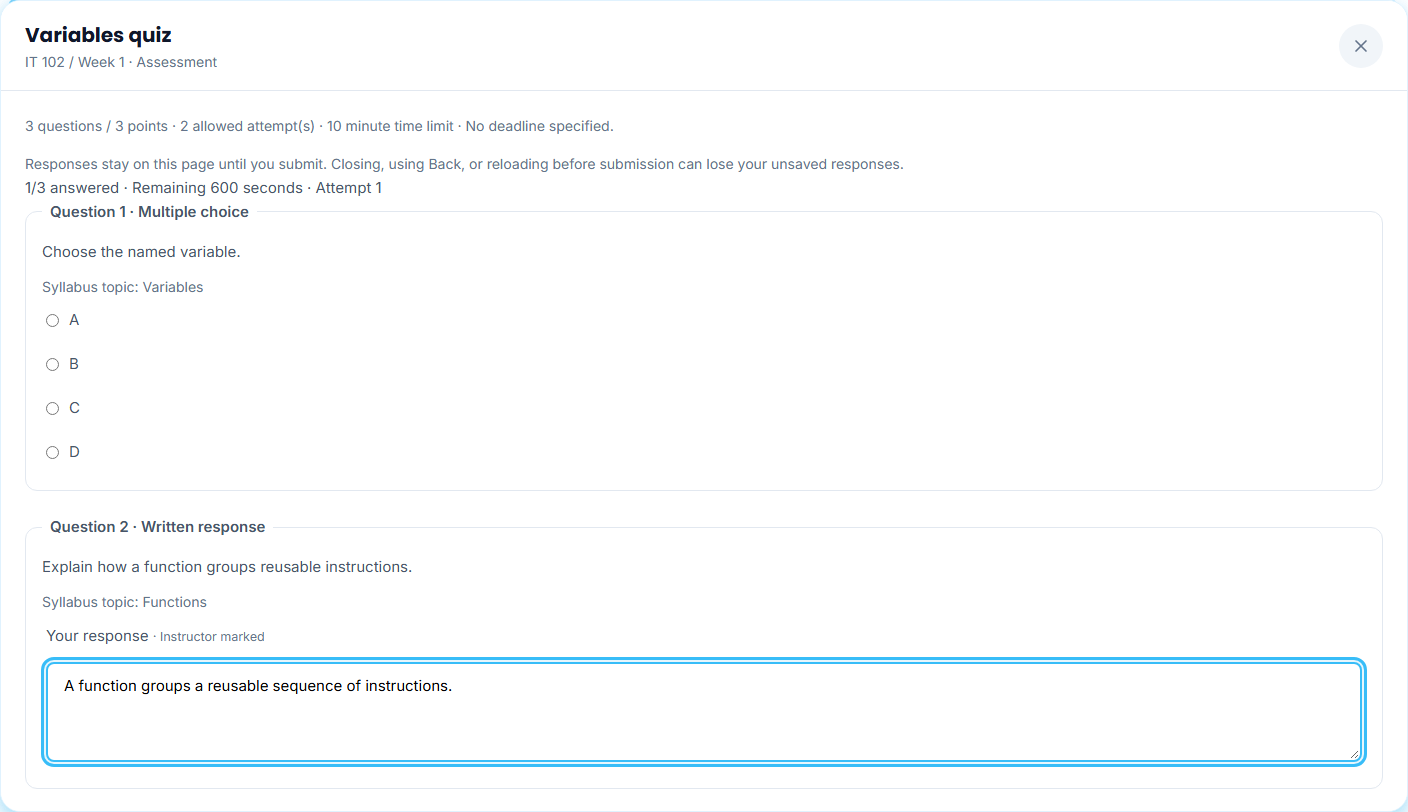 Variables quiz
IT 102 / Week 1 · Assessment
3 questions / 3 points · 2 allowed attempt(s) · 10 minute time limit · No deadline specified.
Responses stay on this page until you submit. Closing, using Back, or reloading before submission can lose your unsaved responses.
1/3 answered · Remaining 600 seconds · Attempt 1
Question 1 · Multiple choice
Choose the named variable.
Syllabus topic: Variables
A
B
C
D
Question 2 · Written response
Explain how a function groups reusable instructions.
Syllabus topic: Functions
Your response · Instructor marked
A function groups a reusable sequence of instructions.